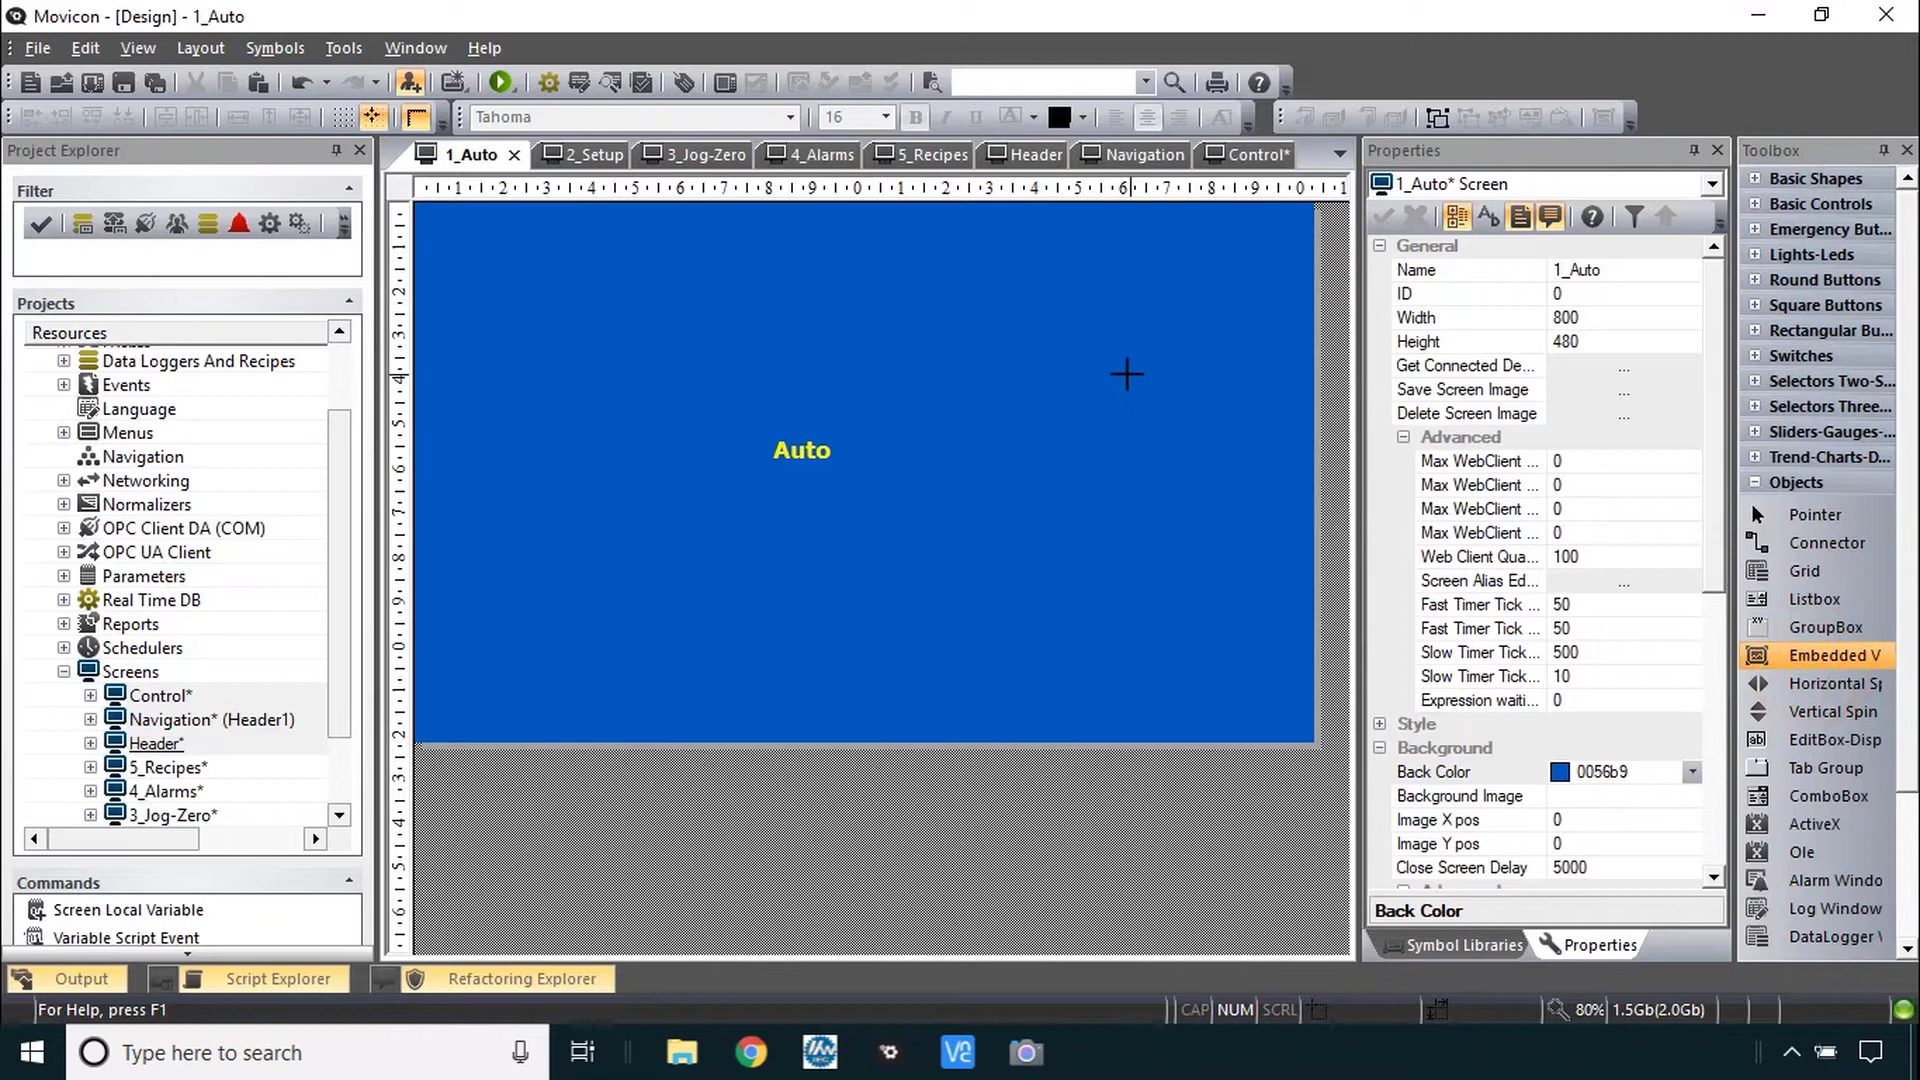 Movicon - [Design] - 1_Auto
File Edit View Layout Symbols Tools Window Help
Tahoma 16
Project Explorer
Filter
Projects
Resources
Data Loggers And Recipes
Events
Language
Menus
Navigation
Networking
Normalizers
OPC Client DA (COM)
OPC UA Client
Parameters
Real Time DB
Reports
Schedulers
Screens
Control*
Navigation* (Header1)
Header*
5_Recipes*
4_Alarms*
3_Jog-Zero*
Commands
Screen Local Variable
Variable Script Event
1_Auto 2_Setup 3_Jog-Zero 4_Alarms 5_Recipes Header Navigation Control*
Auto
Properties
1_Auto* Screen
General
Name 1_Auto
ID 0
Width 800
Height 480
Get Connected De... ...
Save Screen Image ...
Delete Screen Image ...
Advanced
Max WebClient ... 0
Max WebClient ... 0
Max WebClient ... 0
Max WebClient ... 0
Web Client Qua... 100
Screen Alias Ed... ...
Fast Timer Tick ... 50
Fast Timer Tick ... 50
Slow Timer Tick... 500
Slow Timer Tick... 10
Expression waiti... 0
Style
Background
Back Color 0056b9
Background Image
Image X pos 0
Image Y pos 0
Close Screen Delay 5000
Back Color
Symbol Libraries Properties
Toolbox
Basic Shapes
Basic Controls
Emergency But...
Lights-Leds
Round Buttons
Square Buttons
Rectangular Bu...
Switches
Selectors Two-S...
Selectors Three...
Sliders-Gauges-...
Trend-Charts-D...
Objects
Pointer
Connector
Grid
Listbox
GroupBox
Embedded V
Horizontal Sp
Vertical Spin
EditBox-Disp
Tab Group
ComboBox
ActiveX
Ole
Alarm Windo
Log Window
DataLogger
Output Script Explorer Refactoring Explorer
For Help, press F1
CAP NUM SCRL 80% 1.5Gb(2.0Gb)
Type here to search